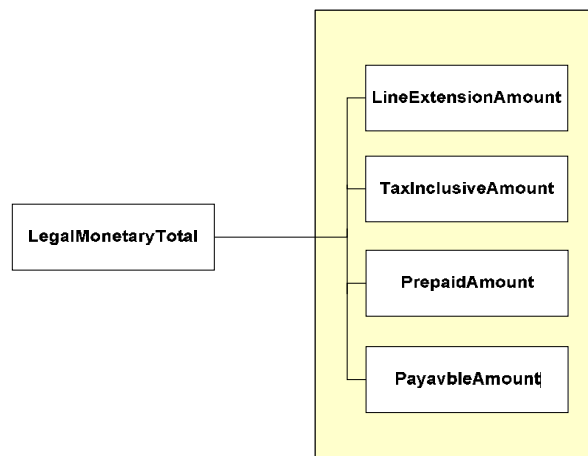 LineExtensionAmount
TaxInclusiveAmount
LegalMonetaryTotal
PrepaidAmount
PayavbleAmount